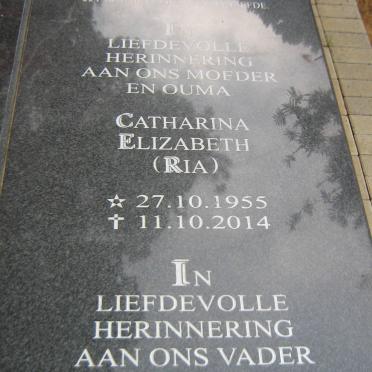 IN
LIEFDEVOLLE
HERINNERING
AAN ONS MOEDER
EN OUMA
CATHARINA
ELIZABETH
(RIA)
☆ 27.10.1955
✝ 11.10.2014
IN
LIEFDEVOLLE
HERINNERING
AAN ONS VADER